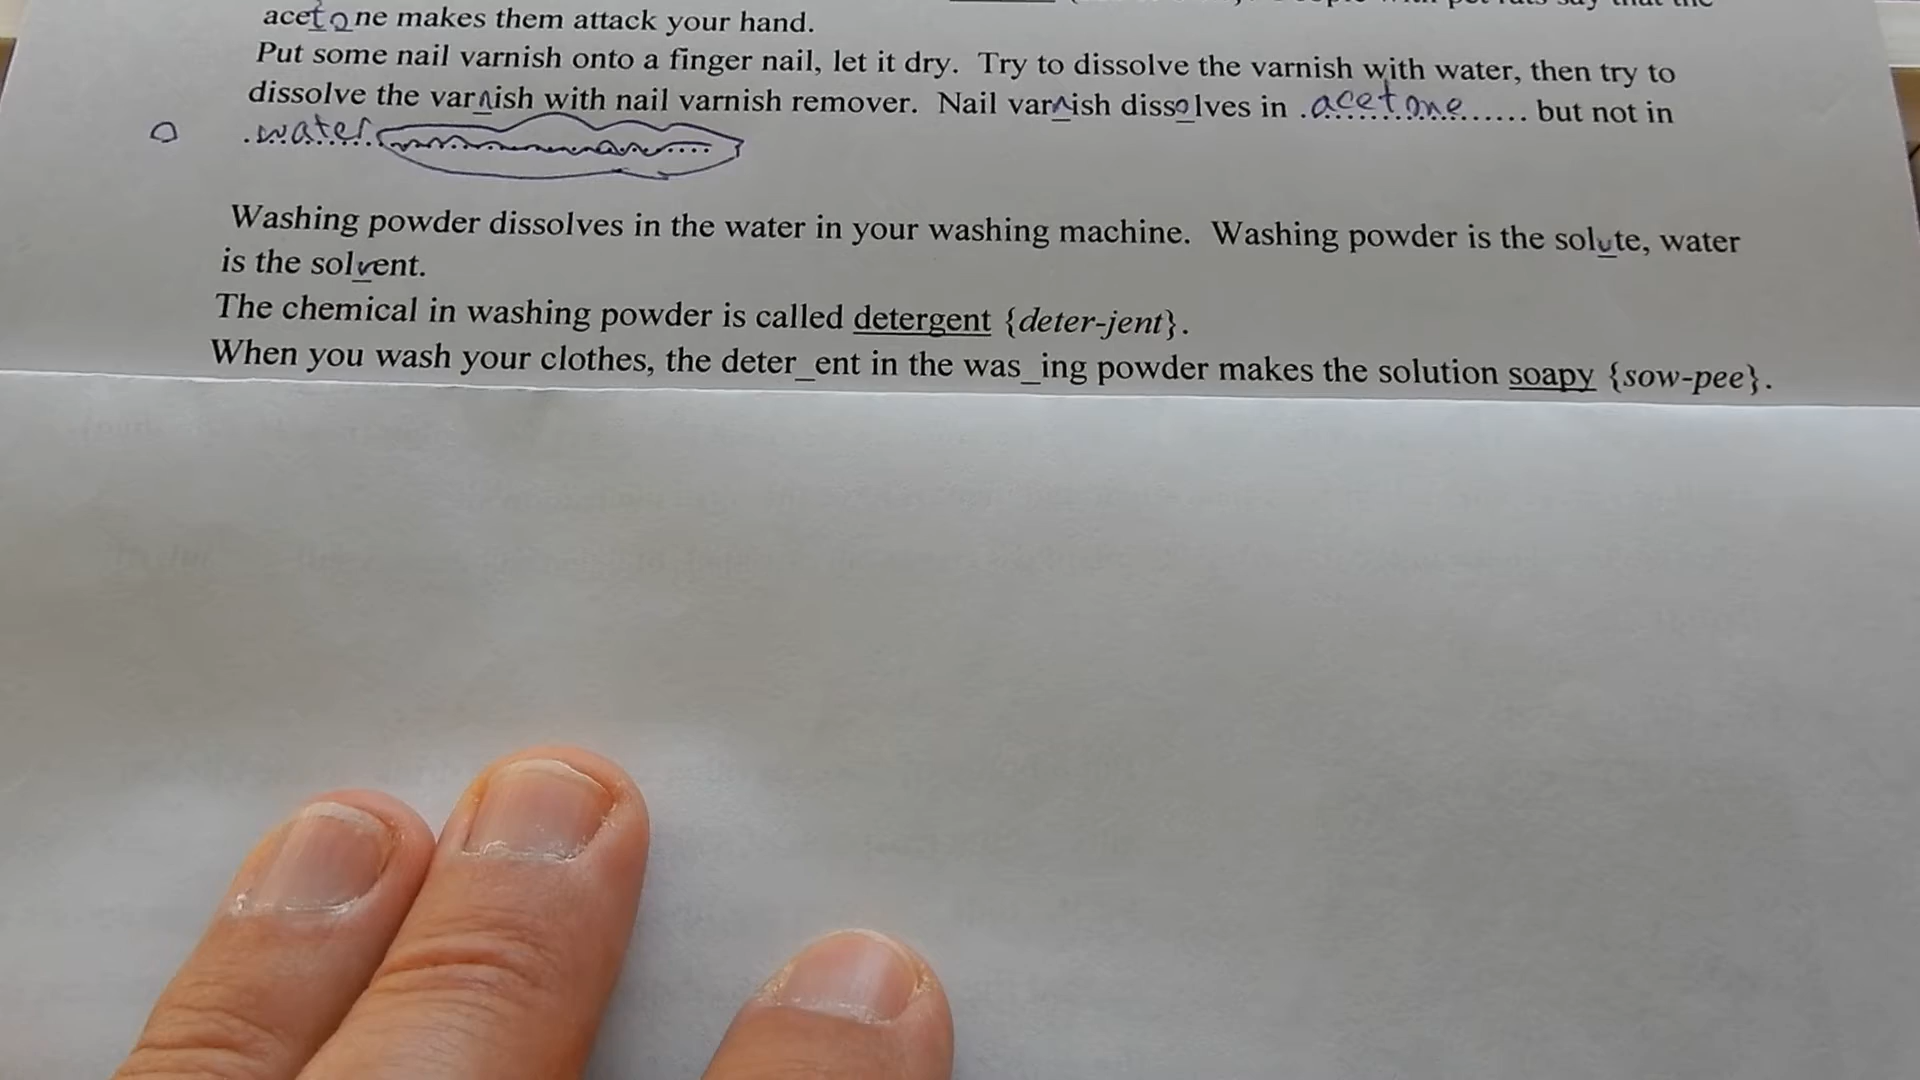 acetone makes them attack your hand.
Put some nail varnish onto a finger nail, let it dry. Try to dissolve the varnish with water, then try to
dissolve the varnish with nail varnish remover. Nail varnish dissolves in .acetone...... but not in
.water
Washing powder dissolves in the water in your washing machine. Washing powder is the solute, water
is the solvent.
The chemical in washing powder is called detergent {deter-jent}.
When you wash your clothes, the deter_ent in the was_ing powder makes the solution soapy {sow-pee}.